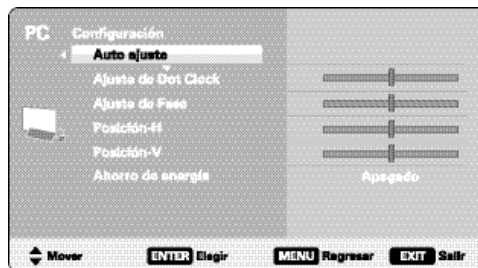 PC Configuración
Auto ajuste
Ajuste de Dot Clock
Ajuste de Fase
Posición-H
Posición-V
Ahorro de energía Apagado
Mover ENTER Elegir MENU Regresar EXIT Salir